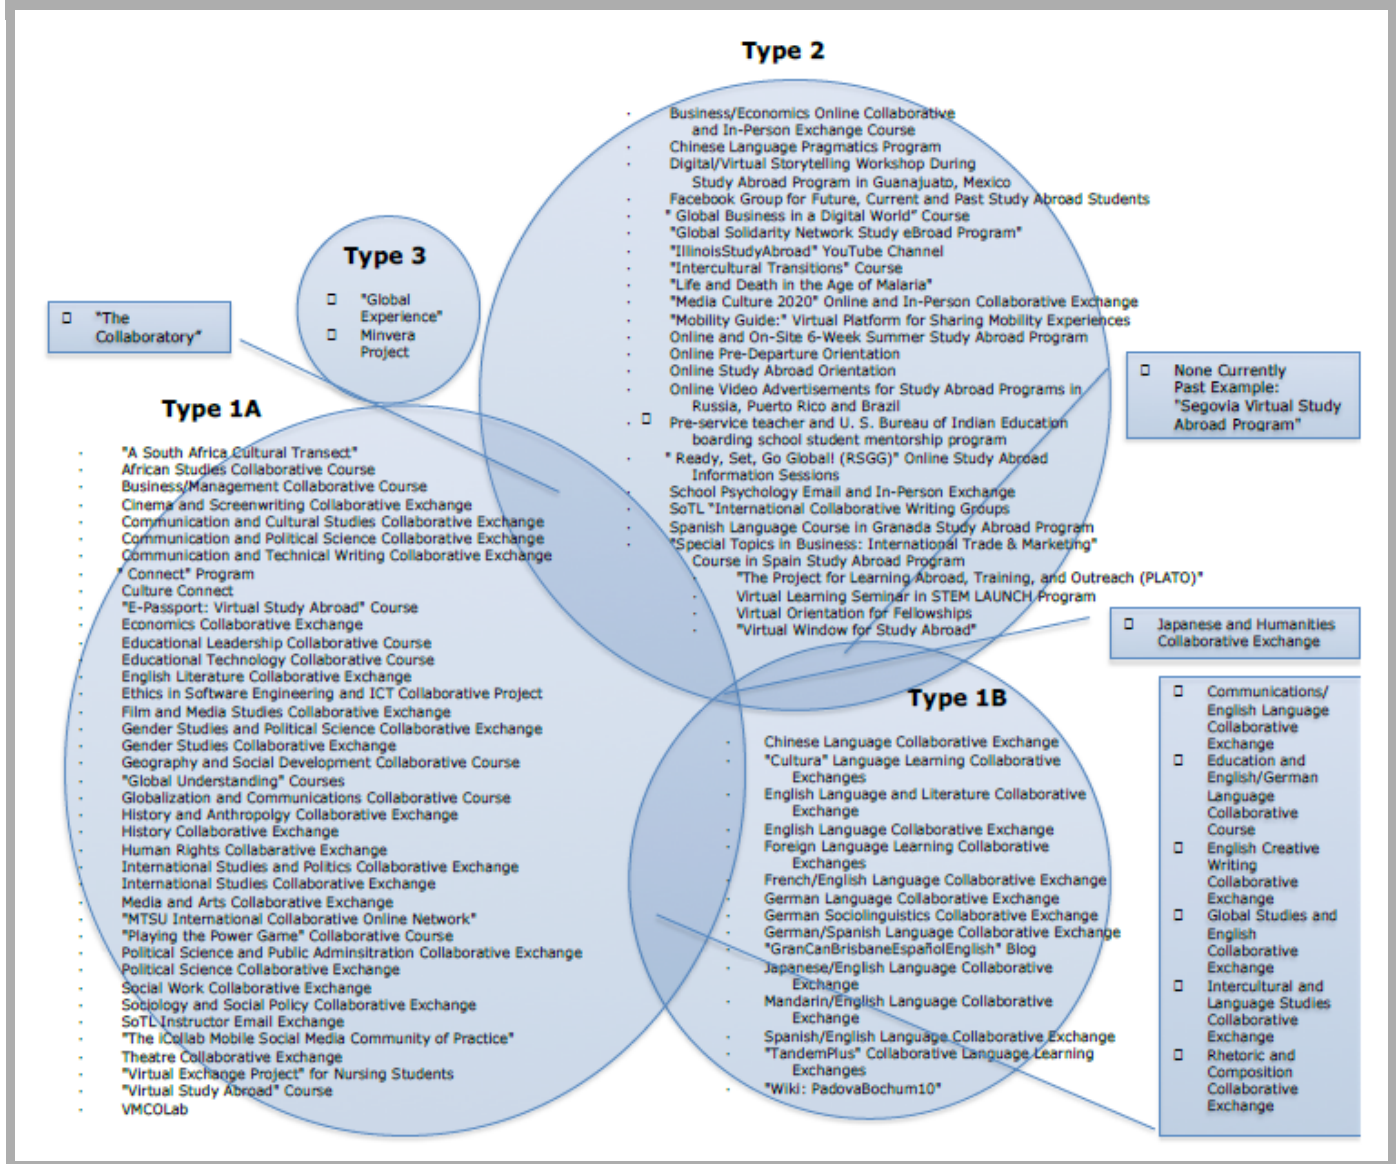 Type 2
Business/Economics Online Collaborative
and In-Person Exchange Course
Chinese Language Pragmatics Program
Digital/Virtual Storytelling Workshop During
Study Abroad Program in Guanajuato, Mexico
Facebook Group for Future, Current and Past Study Abroad Students
" Global Business in a Digital World" Course
"Global Solidarity Network Study eBroad Program"
"IllinoisStudyAbroad" YouTube Channel
"Intercultural Transitions" Course
"Life and Death in the Age of Malaria"
"Media Culture 2020" Online and In-Person Collaborative Exchange
"Mobility Guide:" Virtual Platform for Sharing Mobility Experiences
Online and On-Site 6-Week Summer Study Abroad Program
Online Pre-Departure Orientation
Online Study Abroad Orientation
Online Video Advertisements for Study Abroad Programs in
Russia, Puerto Rico and Brazil
Pre-service teacher and U. S. Bureau of Indian Education
boarding school student mentorship program
" Ready, Set, Go Global! (RSGG)" Online Study Abroad
Information Sessions
School Psychology Email and In-Person Exchange
SoTL "International Collaborative Writing Groups
Spanish Language Course in Granada Study Abroad Program
"Special Topics in Business: International Trade & Marketing"
Course in Spain Study Abroad Program
"The Project for Learning Abroad, Training, and Outreach (PLATO)"
Virtual Learning Seminar in STEM LAUNCH Program
Virtual Orientation for Fellowships
"Virtual Window for Study Abroad"
Type 3
"Global
Experience"
Minvera
Project
"The
Collaboratory"
Type 1A
"A South Africa Cultural Transect"
African Studies Collaborative Course
Business/Management Collaborative Course
Cinema and Screenwriting Collaborative Exchange
Communication and Cultural Studies Collaborative Exchange
Communication and Political Science Collaborative Exchange
Communication and Technical Writing Collaborative Exchange
" Connect" Program
Culture Connect
"E-Passport: Virtual Study Abroad" Course
Economics Collaborative Exchange
Educational Leadership Collaborative Course
Educational Technology Collaborative Course
English Literature Collaborative Exchange
Ethics in Software Engineering and ICT Collaborative Project
Film and Media Studies Collaborative Exchange
Gender Studies and Political Science Collaborative Exchange
Gender Studies Collaborative Exchange
Geography and Social Development Collaborative Course
"Global Understanding" Courses
Globalization and Communications Collaborative Course
History and Anthropolgy Collaborative Exchange
History Collaborative Exchange
Human Rights Collabarative Exchange
International Studies and Politics Collaborative Exchange
International Studies Collaborative Exchange
Media and Arts Collaborative Exchange
"MTSU International Collaborative Online Network"
"Playing the Power Game" Collaborative Course
Political Science and Public Adminsitration Collaborative Exchange
Political Science Collaborative Exchange
Social Work Collaborative Exchange
Sociology and Social Policy Collaborative Exchange
SoTL Instructor Email Exchange
"The iCollab Mobile Social Media Community of Practice"
Theatre Collaborative Exchange
"Virtual Exchange Project" for Nursing Students
"Virtual Study Abroad" Course
VMCOLab
None Currently
Past Example:
"Segovia Virtual Study
Abroad Program"
Japanese and Humanities
Collaborative Exchange
Type 1B
Chinese Language Collaborative Exchange
"Cultura" Language Learning Collaborative
Exchanges
English Language and Literature Collaborative
Exchange
English Language Collaborative Exchange
Foreign Language Learning Collaborative
Exchanges
French/English Language Collaborative Exchange
German Language Collaborative Exchange
German Sociolinguistics Collaborative Exchange
German/Spanish Language Collaborative Exchange
"GranCanBrisbaneEspañolEnglish" Blog
Japanese/English Language Collaborative
Exchange
Mandarin/English Language Collaborative
Exchange
Spanish/English Language Collaborative Exchange
"TandemPlus" Collaborative Language Learning
Exchanges
"Wiki: PadovaBochum10"
Communications/
English Language
Collaborative
Exchange
Education and
English/German
Language
Collaborative
Course
English Creative
Writing
Collaborative
Exchange
Global Studies and
English
Collaborative
Exchange
Intercultural and
Language Studies
Collaborative
Exchange
Rhetoric and
Composition
Collaborative
Exchange